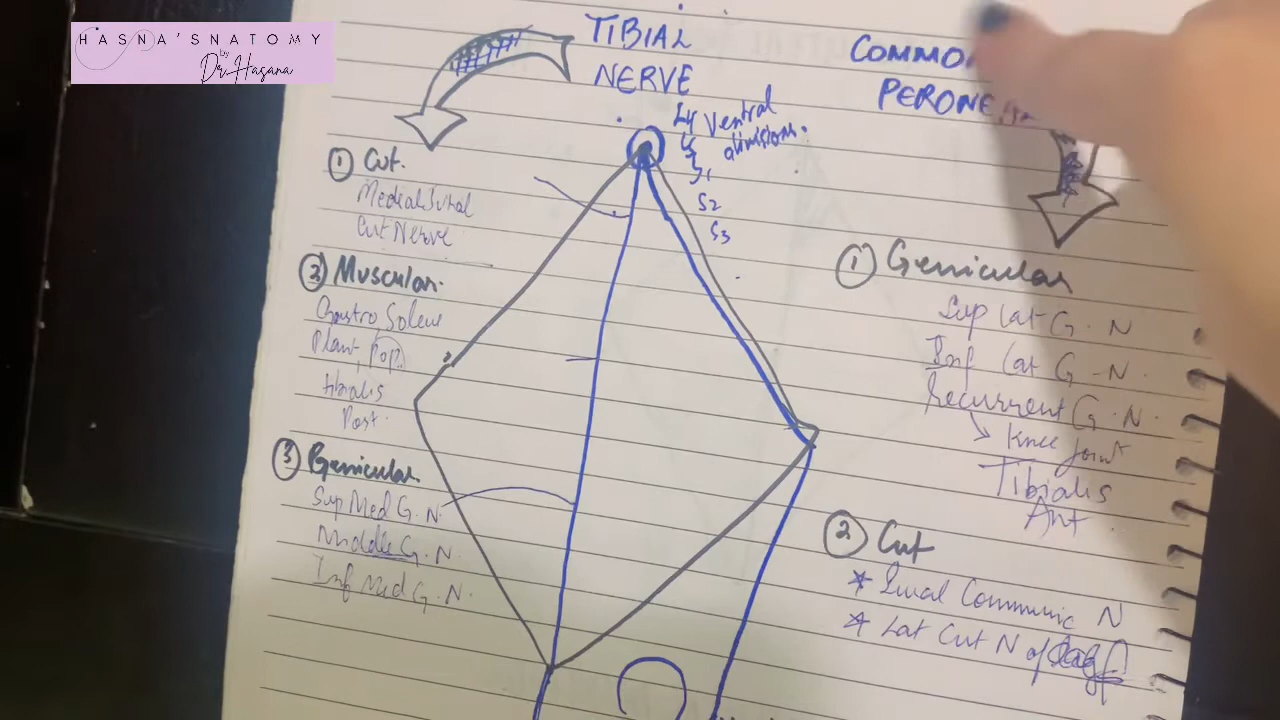 HASNA'SNATOMY
by
Dr.Hasana
TIBIAL
NERVE
L4 Ventral
L5 divisions.
S1
S2
S3
① Cut.
Medial Sural
Cut Nerve
② Muscular.
Gastro, Soleus
Plant, Pop.
tibialis
Post.
③ Genicular
Sup Med G.N.
Middle G.N.
Inf Med G.N.
COMMO
PERONE
① Genicular
Sup Lat G.N
Inf Lat G-N.
Recurrent G.N.
Knee Joint
Tibialis
Ant
② Cut
* Sural Communic N
* Lat Cut N of